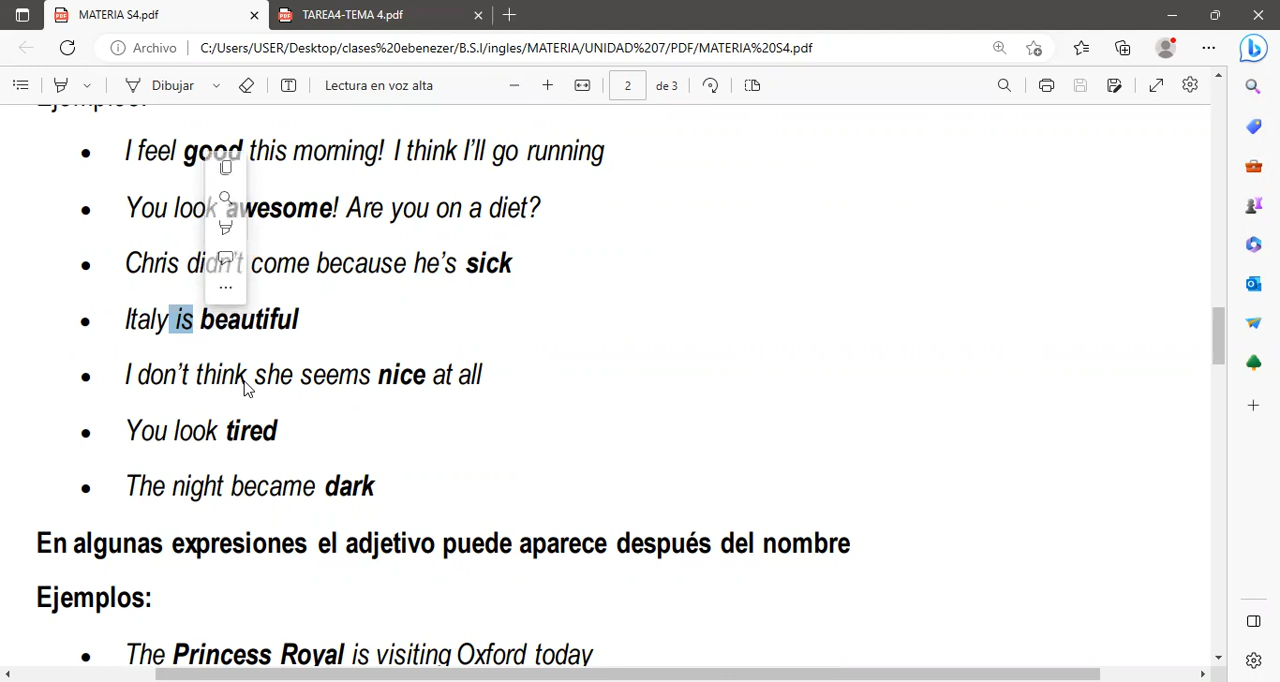 MATERIA S4.pdf
TAREA4-TEMA 4.pdf
Archivo
C:/Users/USER/Desktop/clases%20ebenezer/B.S.I/ingles/MATERIA/UNIDAD%207/PDF/MATERIA%20S4.pdf
Dibujar
Lectura en voz alta
2
de 3
Ejemplos:
• I feel good this morning! I think I'll go running
• You look awesome! Are you on a diet?
• Chris didn't come because he's sick
• Italy is beautiful
• I don't think she seems nice at all
• You look tired
• The night became dark
En algunas expresiones el adjetivo puede aparece después del nombre
Ejemplos:
• The Princess Royal is visiting Oxford today